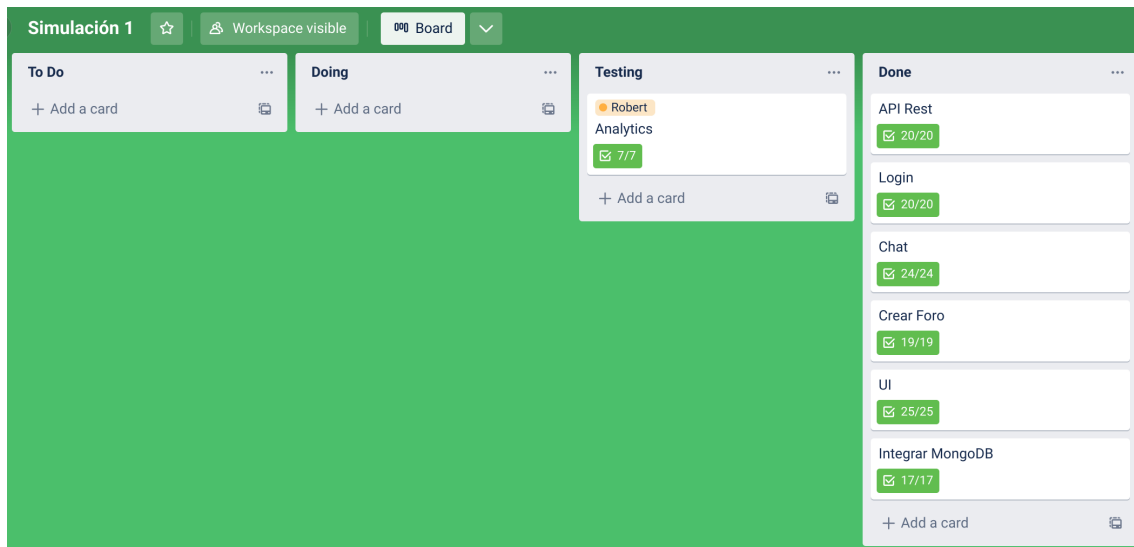 Simulación 1
Workspace visible
Board
To Do
Add a card
Doing
Add a card
Testing
Robert
Analytics
7/7
Add a card
Done
API Rest
20/20
Login
20/20
Chat
24/24
Crear Foro
19/19
UI
25/25
Integrar MongoDB
17/17
Add a card